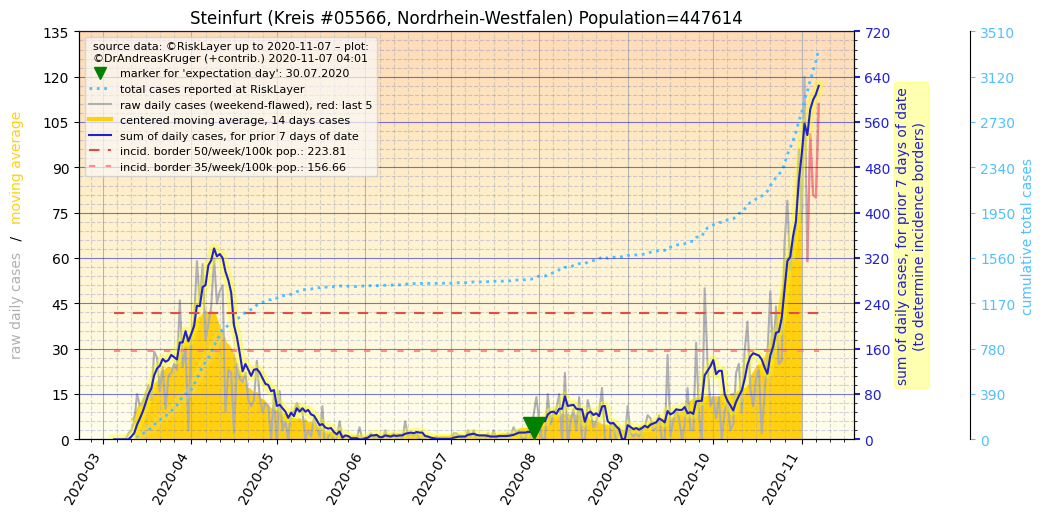 Steinfurt (Kreis #05566, Nordrhein-Westfalen) Population=447614
source data: ©RiskLayer up to 2020-11-07 – plot:
©DrAndreasKruger (+contrib.) 2020-11-07 04:01
marker for 'expectation day': 30.07.2020
total cases reported at RiskLayer
raw daily cases (weekend-flawed), red: last 5
centered moving average, 14 days cases
sum of daily cases, for prior 7 days of date
incid. border 50/week/100k pop.: 223.81
incid. border 35/week/100k pop.: 156.66
raw daily cases / moving average
135
120
105
90
75
60
45
30
15
0
2020-03
2020-04
2020-05
2020-06
2020-07
2020-08
2020-09
2020-10
2020-11
720
640
560
480
400
320
240
160
80
0
sum of daily cases, for prior 7 days of date
(to determine incidence borders)
3510
3120
2730
2340
1950
1560
1170
780
390
0
cumulative total cases